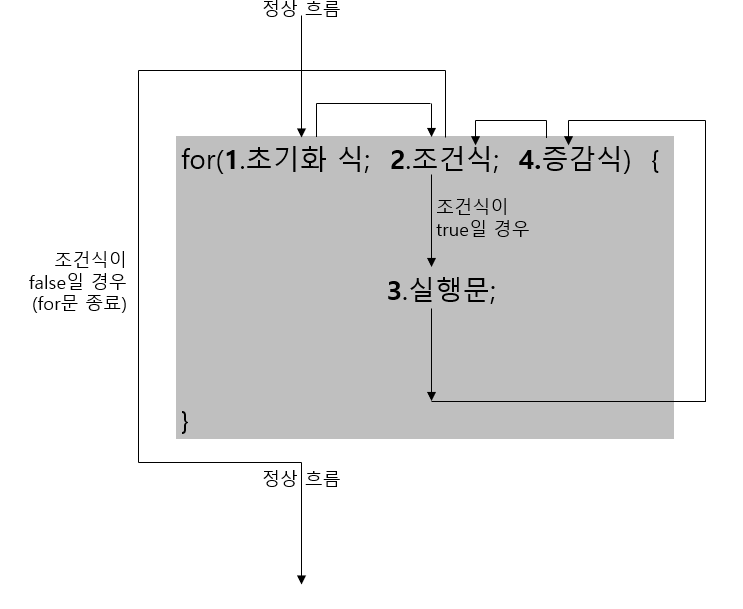 정상 흐름
for(1.초기화 식; 2.조건식; 4.증감식) {
조건식이
true일 경우
조건식이
false일 경우
(for문 종료)
3.실행문;
}
정상 흐름